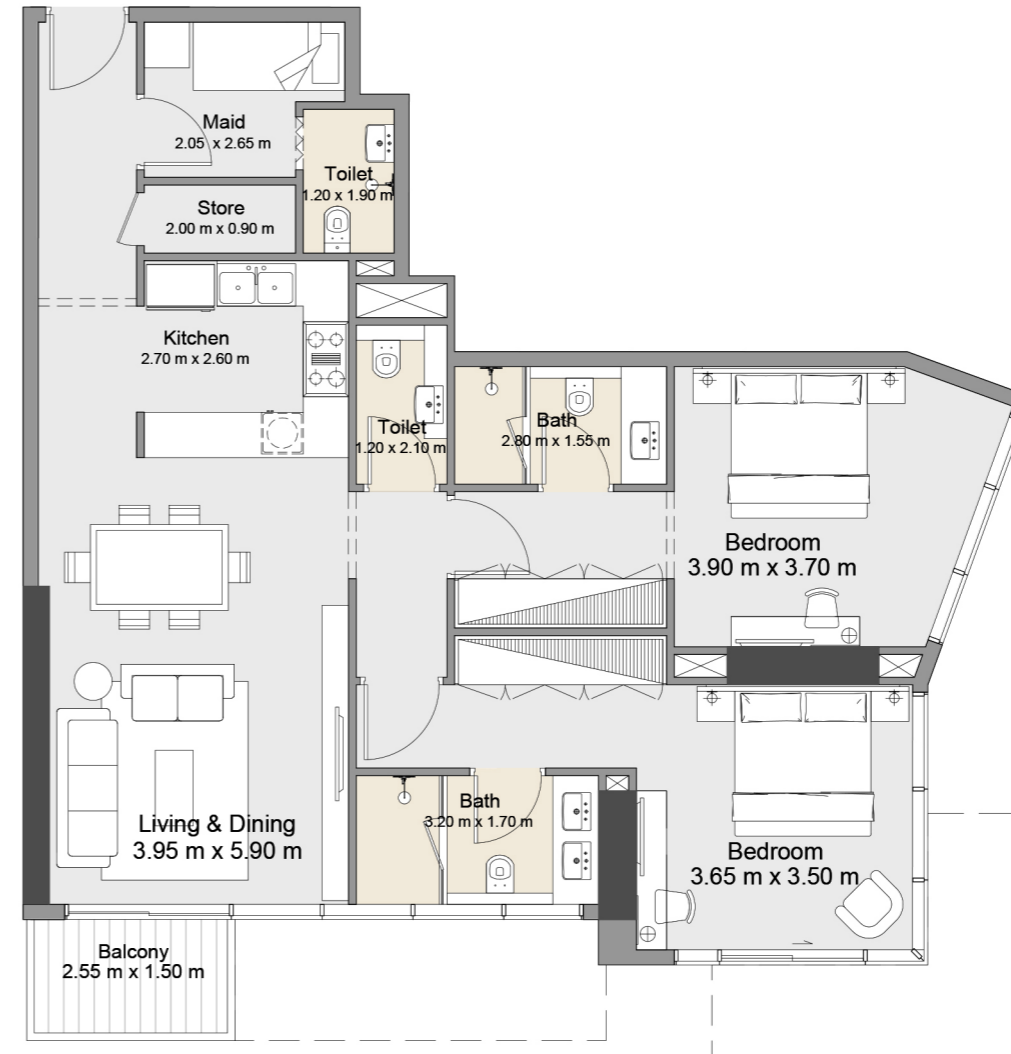 Maid
2.05 x 2.65 m
Toilet
1.20 x 1.90 m
Store
2.00 m x 0.90 m
Kitchen
2.70 m x 2.60 m
Toilet
1.20 x 2.10 m
Bath
2.80 m x 1.55 m
Bedroom
3.90 m x 3.70 m
Living & Dining
3.95 m x 5.90 m
Bath
3.20 m x 1.70 m
Bedroom
3.65 m x 3.50 m
Balcony
2.55 m x 1.50 m